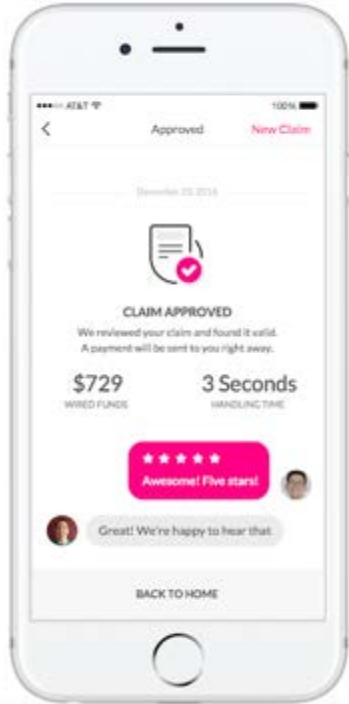 AT&T 100%
Approved New Claim
December 23, 2016
CLAIM APPROVED
We reviewed your claim and found it valid.
A payment will be sent to you right away.
$729 3 Seconds
WIRED FUNDS HANDLING TIME
Awesome! Five stars!
Great! We're happy to hear that
BACK TO HOME